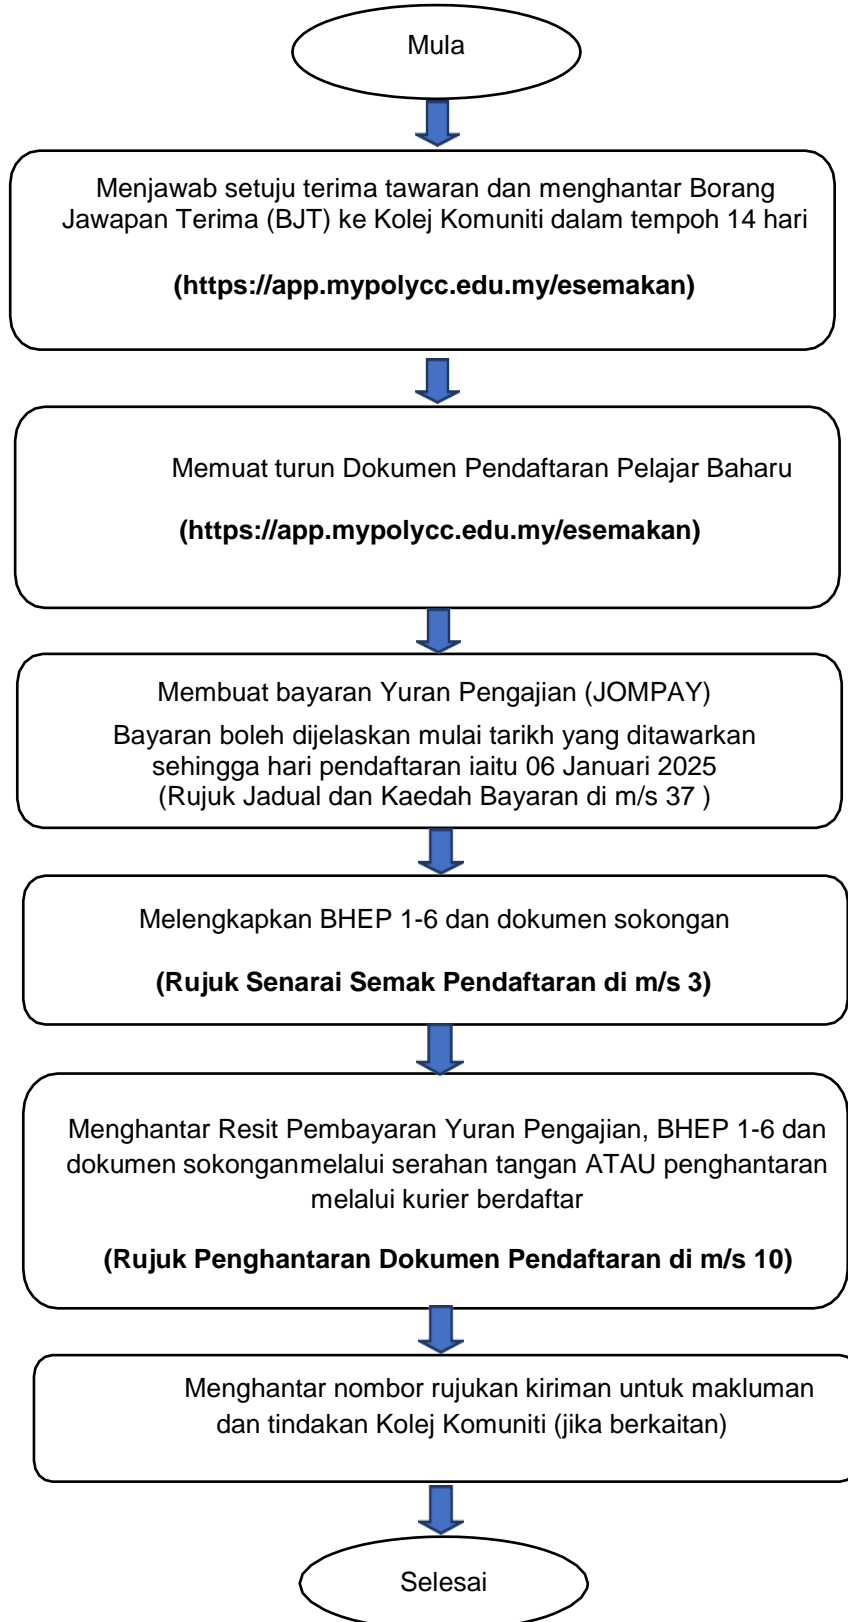 Mula
Menjawab setuju terima tawaran dan menghantar Borang
Jawapan Terima (BJT) ke Kolej Komuniti dalam tempoh 14 hari
(https://app.mypolycc.edu.my/esemakan)
Memuat turun Dokumen Pendaftaran Pelajar Baharu
(https://app.mypolycc.edu.my/esemakan)
Membuat bayaran Yuran Pengajian (JOMPAY)
Bayaran boleh dijelaskan mulai tarikh yang ditawarkan
sehingga hari pendaftaran iaitu 06 Januari 2025
(Rujuk Jadual dan Kaedah Bayaran di m/s 37 )
Melengkapkan BHEP 1-6 dan dokumen sokongan
(Rujuk Senarai Semak Pendaftaran di m/s 3)
Menghantar Resit Pembayaran Yuran Pengajian, BHEP 1-6 dan
dokumen sokonganmelalui serahan tangan ATAU penghantaran
melalui kurier berdaftar
(Rujuk Penghantaran Dokumen Pendaftaran di m/s 10)
Menghantar nombor rujukan kiriman untuk makluman
dan tindakan Kolej Komuniti (jika berkaitan)
Selesai